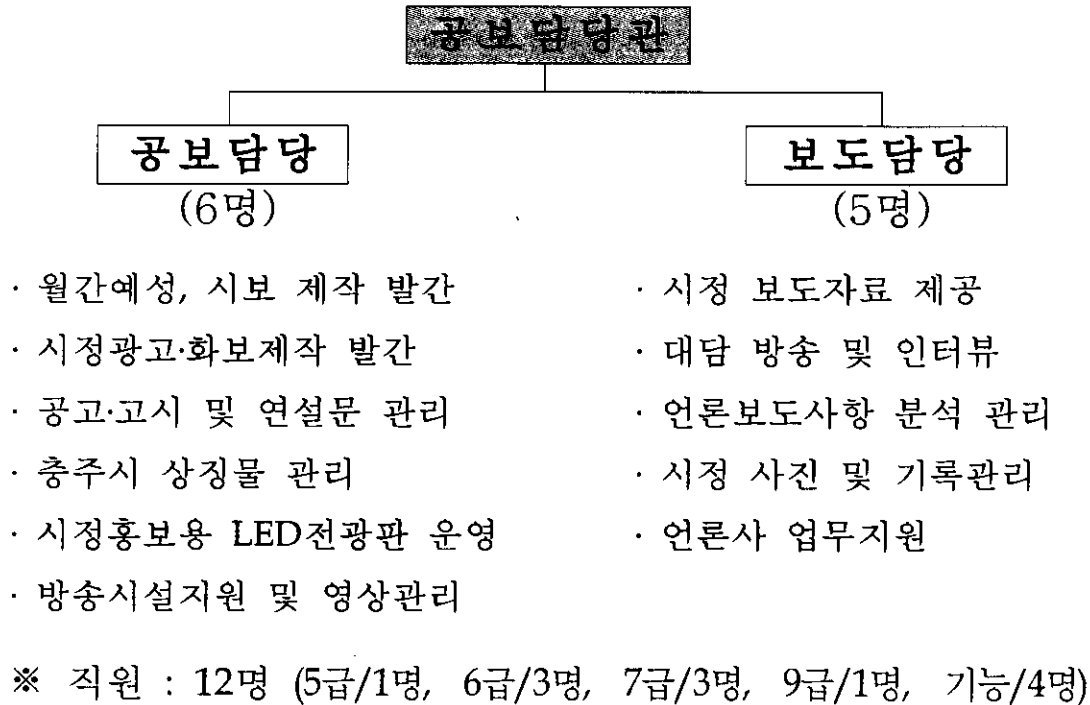 공보담당관
공보담당
(6명)
· 월간예성, 시보 제작 발간
· 시정광고·화보제작 발간
· 공고·고시 및 연설문 관리
· 충주시 상징물 관리
· 시정홍보용 LED전광판 운영
· 방송시설지원 및 영상관리
보도담당
(5명)
· 시정 보도자료 제공
· 대담 방송 및 인터뷰
· 언론보도사항 분석 관리
· 시정 사진 및 기록관리
· 언론사 업무지원
※ 직원 : 12명 (5급/1명, 6급/3명, 7급/3명, 9급/1명, 기능/4명)